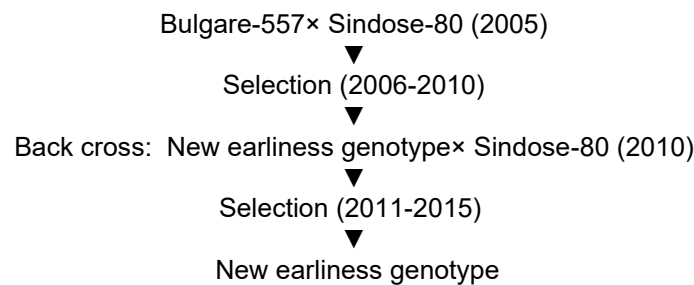 Bulgare-557× Sindose-80 (2005)
Selection (2006-2010)
Back cross: New earliness genotype× Sindose-80 (2010)
Selection (2011-2015)
New earliness genotype